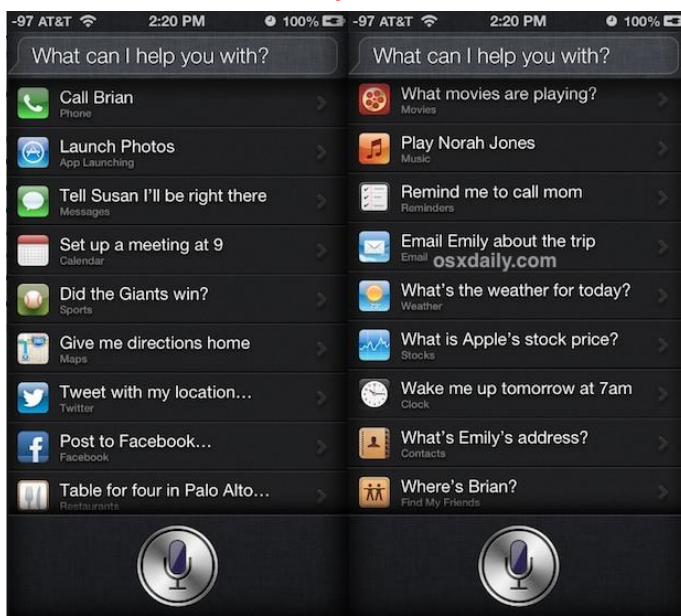 -97 AT&T 2:20 PM 100%
What can I help you with?
Call Brian
Phone
Launch Photos
App Launching
Tell Susan I'll be right there
Messages
Set up a meeting at 9
Calendar
Did the Giants win?
Sports
Give me directions home
Maps
Tweet with my location...
Twitter
Post to Facebook...
Facebook
Table for four in Palo Alto...
Restaurants
-97 AT&T 2:20 PM 100%
What can I help you with?
What movies are playing?
Movies
Play Norah Jones
Music
Remind me to call mom
Reminders
Email Emily about the trip
Email
osxdaily.com
What's the weather for today?
Weather
What is Apple's stock price?
Stocks
Wake me up tomorrow at 7am
Clock
What's Emily's address?
Contacts
Where's Brian?
Find My Friends